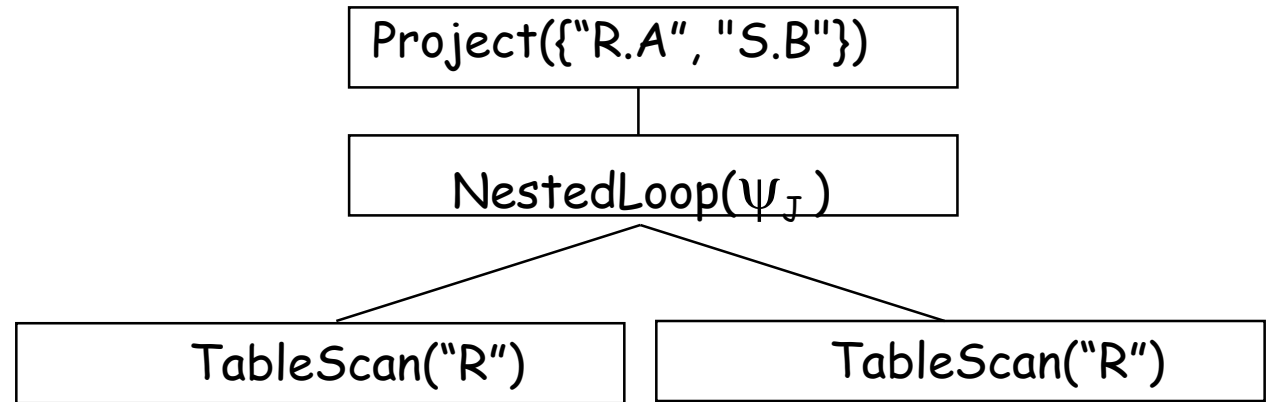 Project({“R.A”, "S.B"})
NestedLoop(ψJ )
TableScan(“R”)
TableScan(“R”)